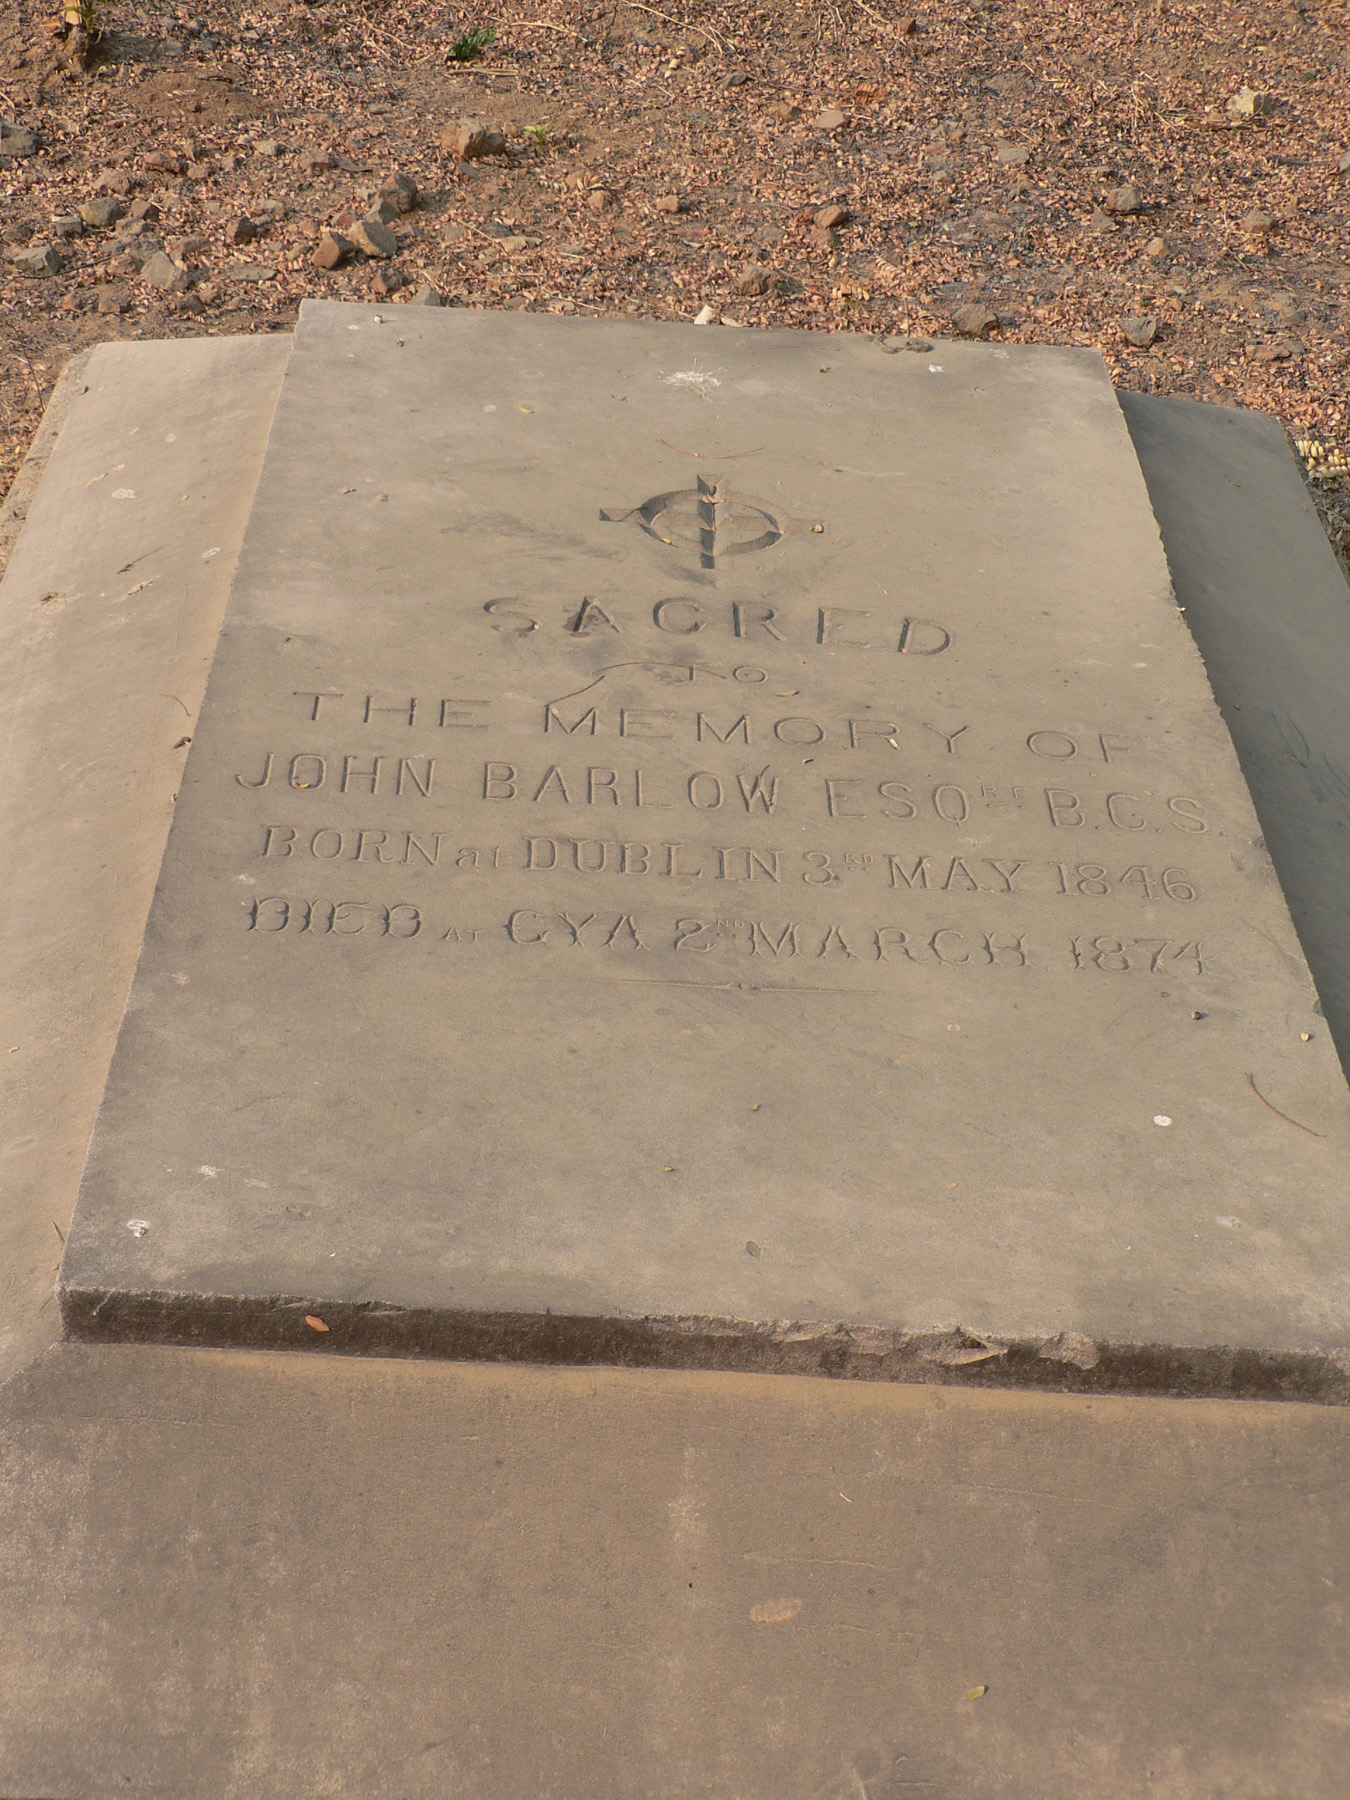 SACRED
TO
THE MEMORY OF
JOHN BARLOW ESQRE B.C.S.
BORN at DUBLIN 3RD MAY 1846
DIED AT GYA 2ND MARCH 1874